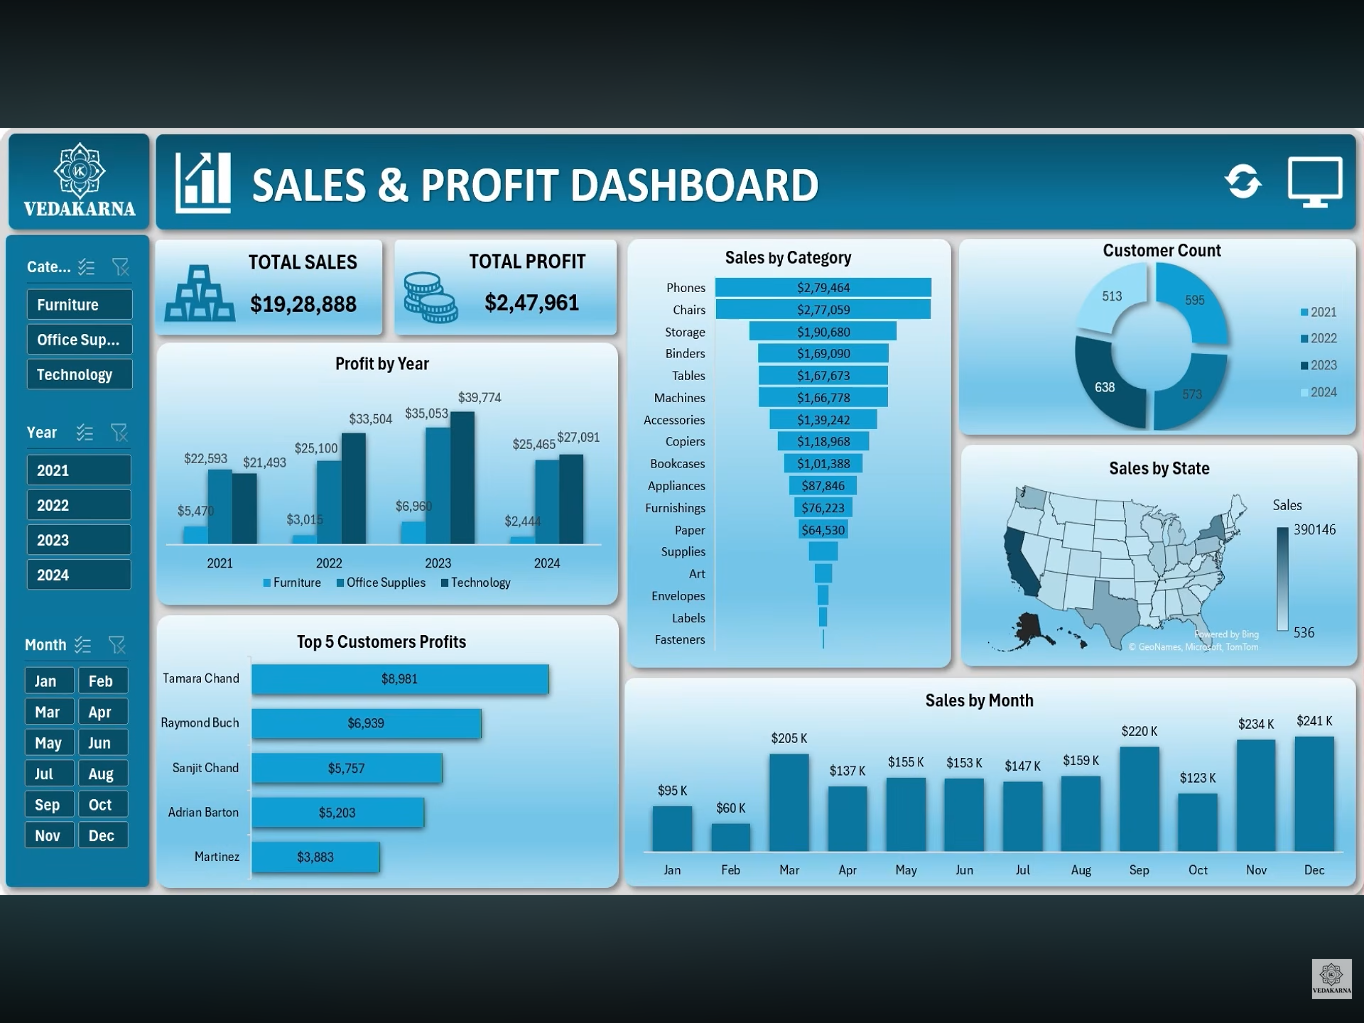 VEDAKARNA
SALES & PROFIT DASHBOARD
Cate...
Furniture
Office Sup...
Technology
Year
2021
2022
2023
2024
Month
Jan
Feb
Mar
Apr
May
Jun
Jul
Aug
Sep
Oct
Nov
Dec
TOTAL SALES
$19,28,888
TOTAL PROFIT
$2,47,961
Profit by Year
$5,470
$22,593
$21,493
$3,015
$25,100
$33,504
$6,960
$35,053
$39,774
$2,444
$25,465
$27,091
2021
2022
2023
2024
Furniture
Office Supplies
Technology
Top 5 Customers Profits
Tamara Chand $8,981
Raymond Buch $6,939
Sanjit Chand $5,757
Adrian Barton $5,203
Martinez $3,883
Sales by Category
Phones $2,79,464
Chairs $2,77,059
Storage $1,90,680
Binders $1,69,090
Tables $1,67,673
Machines $1,66,778
Accessories $1,39,242
Copiers $1,18,968
Bookcases $1,01,388
Appliances $87,846
Furnishings $76,223
Paper $64,530
Supplies
Art
Envelopes
Labels
Fasteners
Customer Count
513
595
638
573
2021
2022
2023
2024
Sales by State
Sales
390146
536
Powered by Bing
© GeoNames, Microsoft, TomTom
Sales by Month
$95 K
$60 K
$205 K
$137 K
$155 K
$153 K
$147 K
$159 K
$220 K
$123 K
$234 K
$241 K
Jan
Feb
Mar
Apr
May
Jun
Jul
Aug
Sep
Oct
Nov
Dec
VEDAKARNA